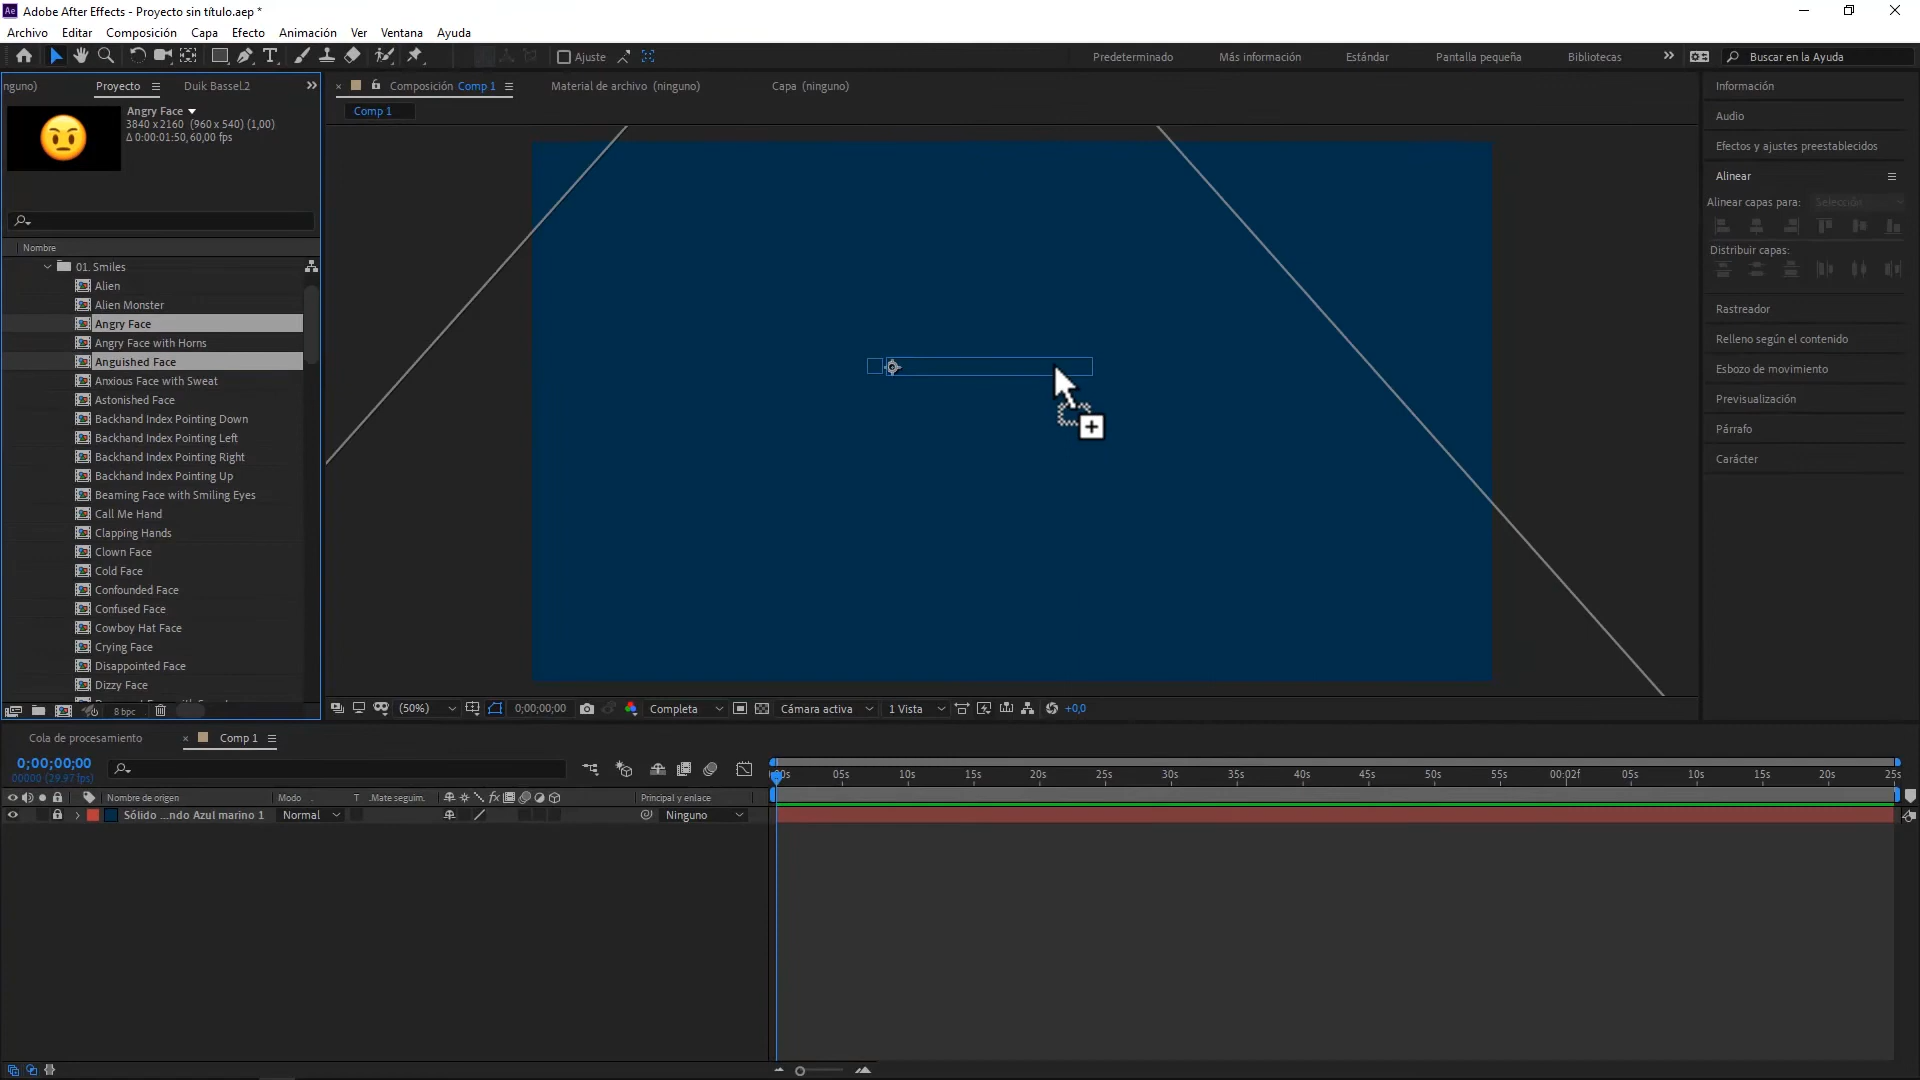 Ae Adobe After Effects - Proyecto sin título.aep *
Archivo Editar Composición Capa Efecto Animación Ver Ventana Ayuda
Ajuste Predeterminado Más información Estándar Pantalla pequeña Bibliotecas Buscar en la Ayuda
nguno) Proyecto Duik Bassel.2
Angry Face
3840 x 2160 (960 x 540) (1,00)
Δ 0:00:01:50, 60,00 fps
Nombre
01. Smiles
Alien
Alien Monster
Angry Face
Angry Face with Horns
Anguished Face
Anxious Face with Sweat
Astonished Face
Backhand Index Pointing Down
Backhand Index Pointing Left
Backhand Index Pointing Right
Backhand Index Pointing Up
Beaming Face with Smiling Eyes
Call Me Hand
Clapping Hands
Clown Face
Cold Face
Confounded Face
Confused Face
Cowboy Hat Face
Crying Face
Disappointed Face
Dizzy Face
8 bpc
Composición Comp 1 Material de archivo (ninguno) Capa (ninguno)
Comp 1
(50%) 0;00;00;00 Completa Cámara activa 1 Vista +0,0
Información
Audio
Efectos y ajustes preestablecidos
Alinear
Alinear capas para: Selección
Distribuir capas:
Rastreador
Relleno según el contenido
Esbozo de movimiento
Previsualización
Párrafo
Carácter
Cola de procesamiento Comp 1
0;00;00;00
00000 (29.97 fps)
05s 10s 15s 20s 25s 30s 35s 40s 45s 50s 55s 00:02f 05s 10s 15s 20s 25s
Nombre de origen Modo T .Mate seguim. Principal y enlace
Sólido ...ndo Azul marino 1 Normal Ninguno